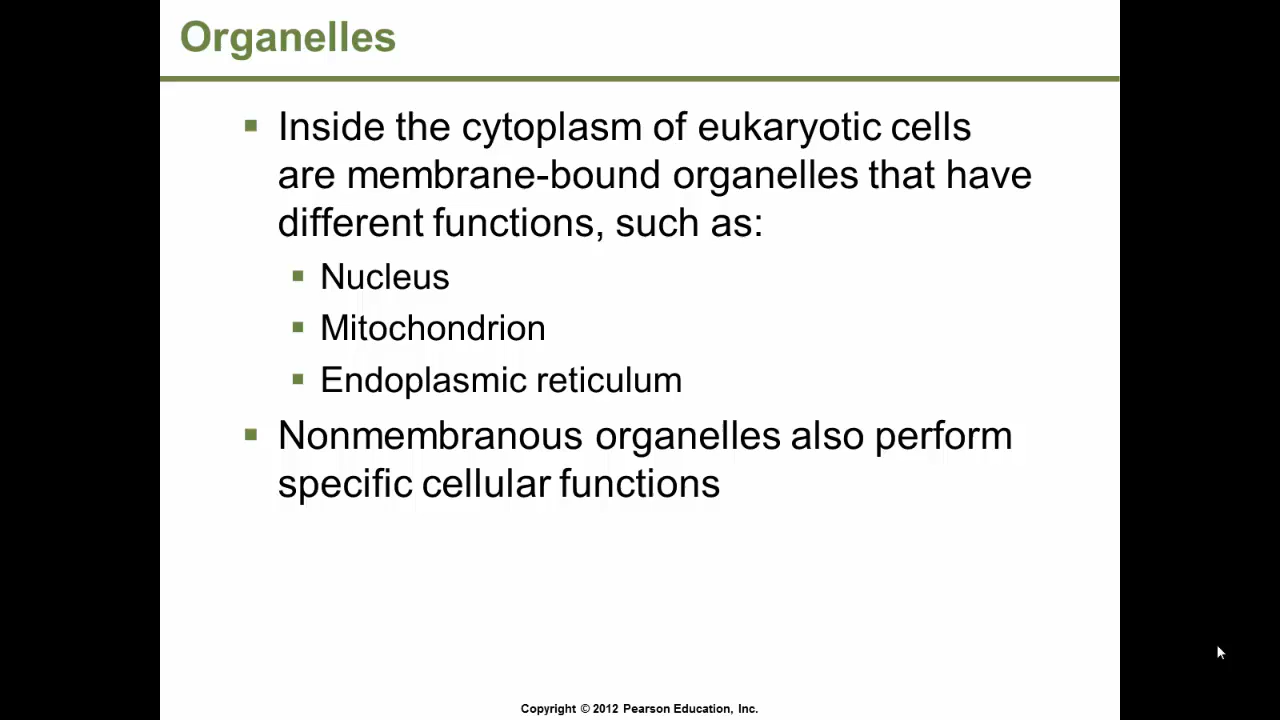 Organelles
Inside the cytoplasm of eukaryotic cells
are membrane-bound organelles that have
different functions, such as:
Nucleus
Mitochondrion
Endoplasmic reticulum
Nonmembranous organelles also perform
specific cellular functions
Copyright © 2012 Pearson Education, Inc.